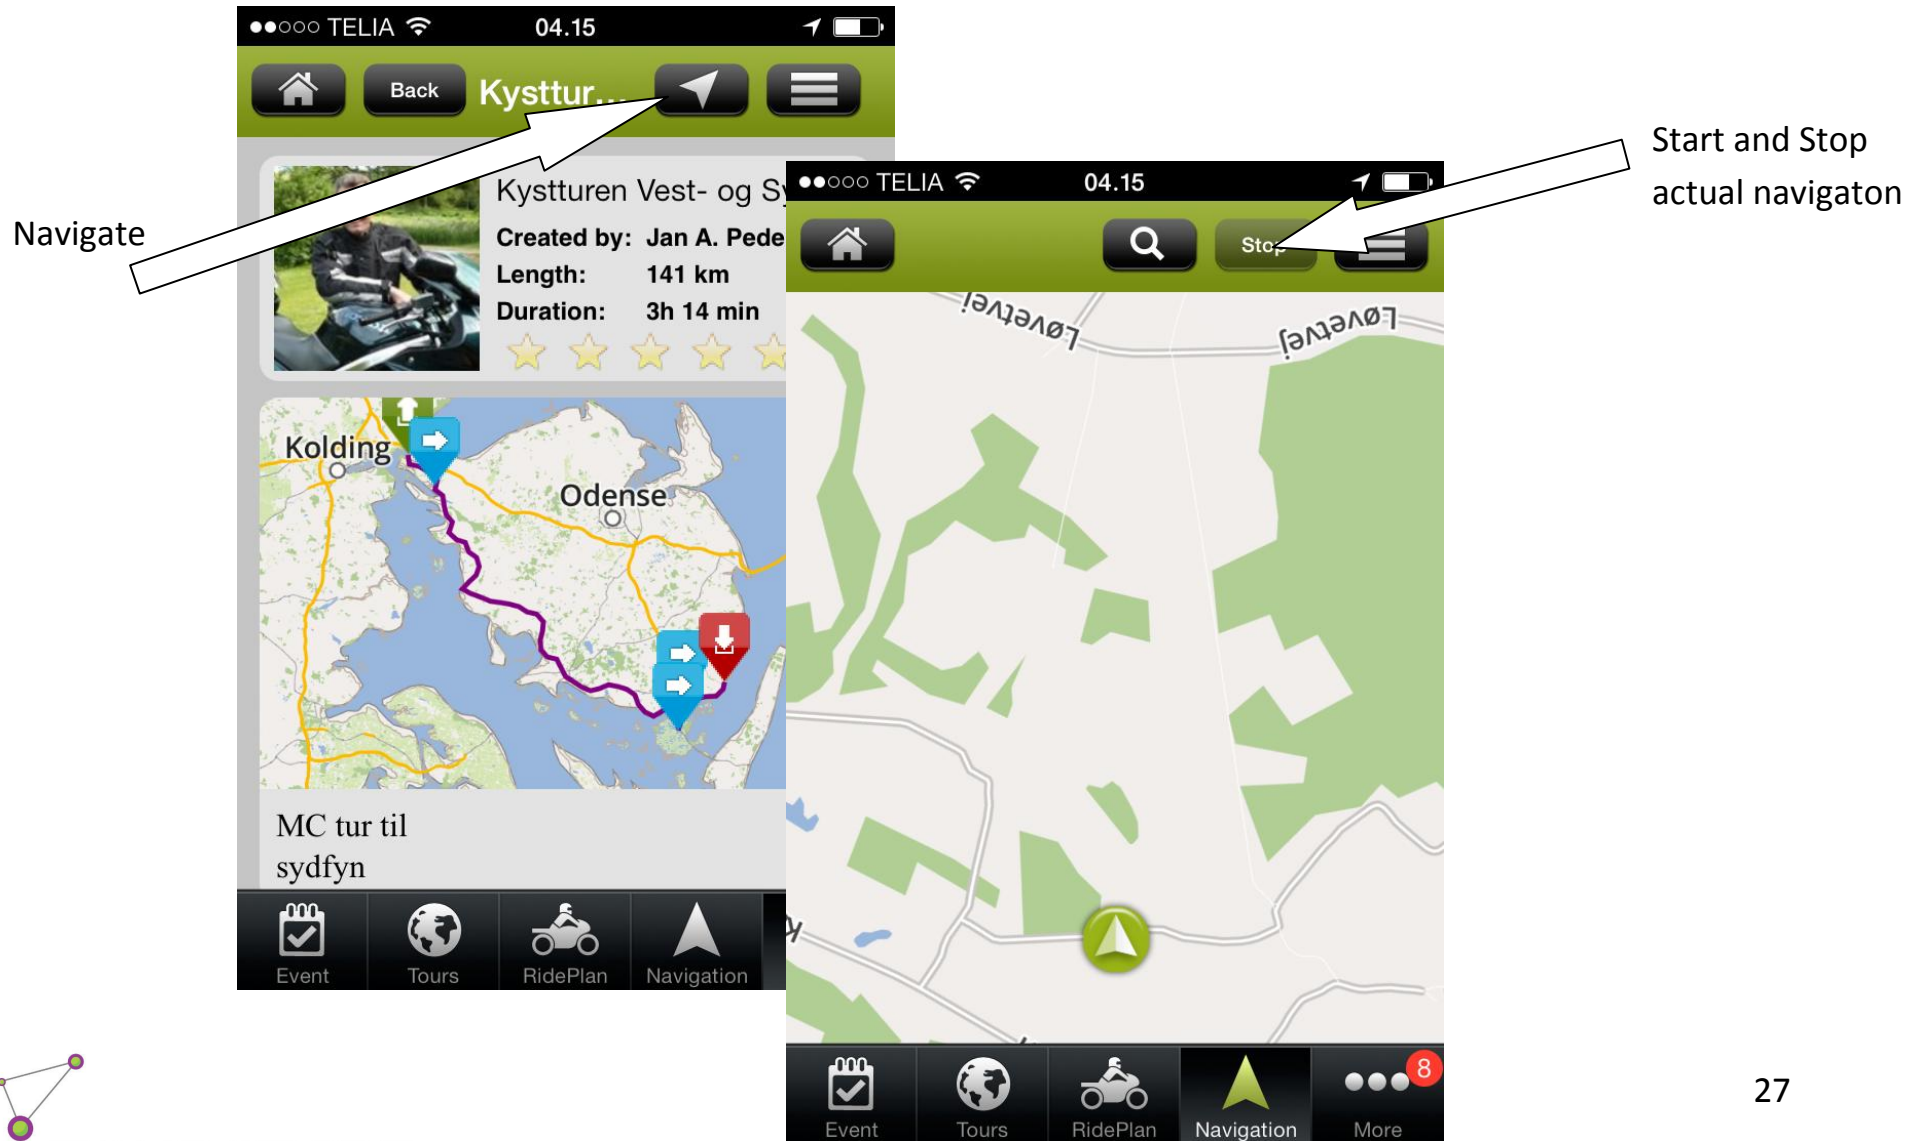 TELIA
04.15
Back
Kysttur...
Kystturen Vest- og S
Created by: Jan A. Pede
Length: 141 km
Duration: 3h 14 min
Kolding
Odense
MC tur til
sydfyn
Event
Tours
RidePlan
Navigation
Navigate
TELIA
04.15
Stop
Løvetvej
Løvetvej
Event
Tours
RidePlan
Navigation
More
8
Start and Stop
actual navigaton
27